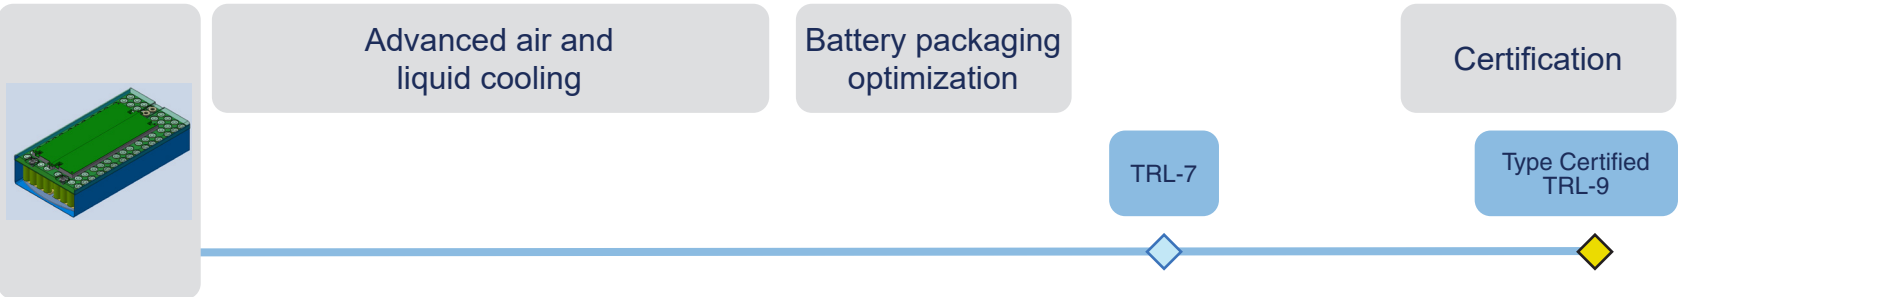 Advanced air and
liquid cooling
Battery packaging
optimization
Certification
TRL-7
Type Certified
TRL-9